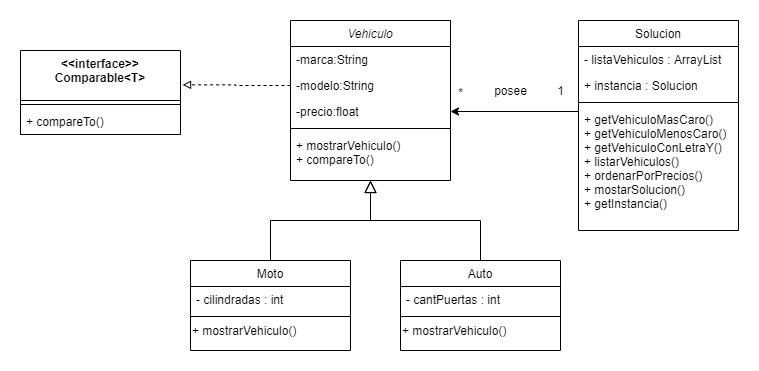 <<interface>>
Comparable<T>
+ compareTo()
Vehiculo
-marca:String
-modelo:String
-precio:float
+ mostrarVehiculo()
+ compareTo()
* posee 1
Solucion
- listaVehiculos : ArrayList
+ instancia : Solucion
+ getVehiculoMasCaro()
+ getVehiculoMenosCaro()
+ getVehiculoConLetraY()
+ listarVehiculos()
+ ordenarPorPrecios()
+ mostarSolucion()
+ getInstancia()
Moto
- cilindradas : int
+ mostrarVehiculo()
Auto
- cantPuertas : int
+ mostrarVehiculo()